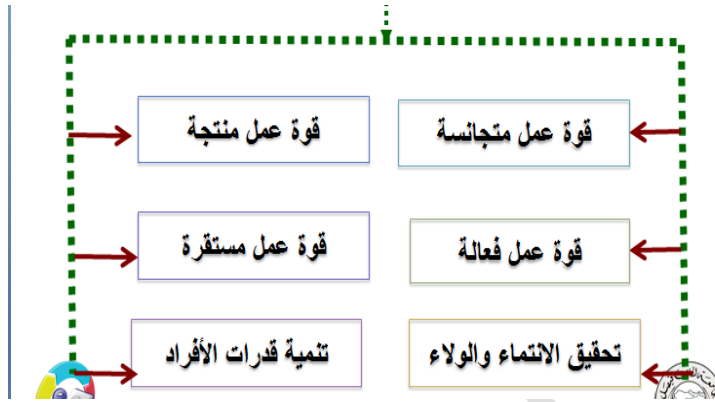 قوة عمل متجانسة
قوة عمل منتجة
قوة عمل فعالة
قوة عمل مستقرة
تحقيق الانتماء والولاء
تنمية قدرات الأفراد